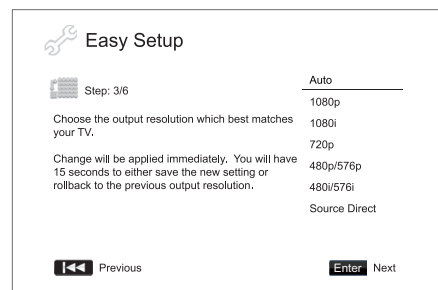 Easy Setup
Step: 3/6
Choose the output resolution which best matches
your TV.
Change will be applied immediately. You will have
15 seconds to either save the new setting or
rollback to the previous output resolution.
Auto
1080p
1080i
720p
480p/576p
480i/576i
Source Direct
Previous
Enter Next